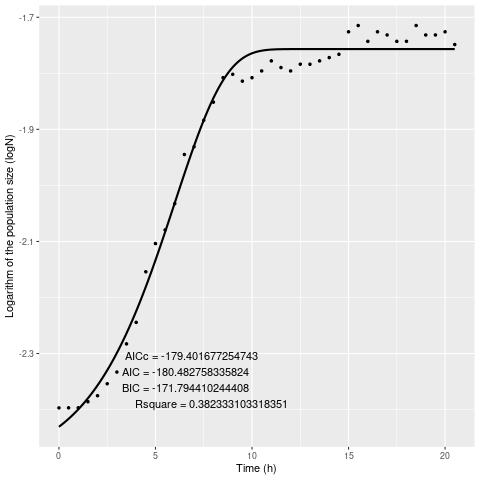 -1.7
-1.9
-2.1
-2.3
Logarithm of the population size (logN)
AICc = -179.401677254743
AIC = -180.482758335824
BIC = -171.794410244408
Rsquare = 0.382333103318351
0 5 10 15 20
Time (h)